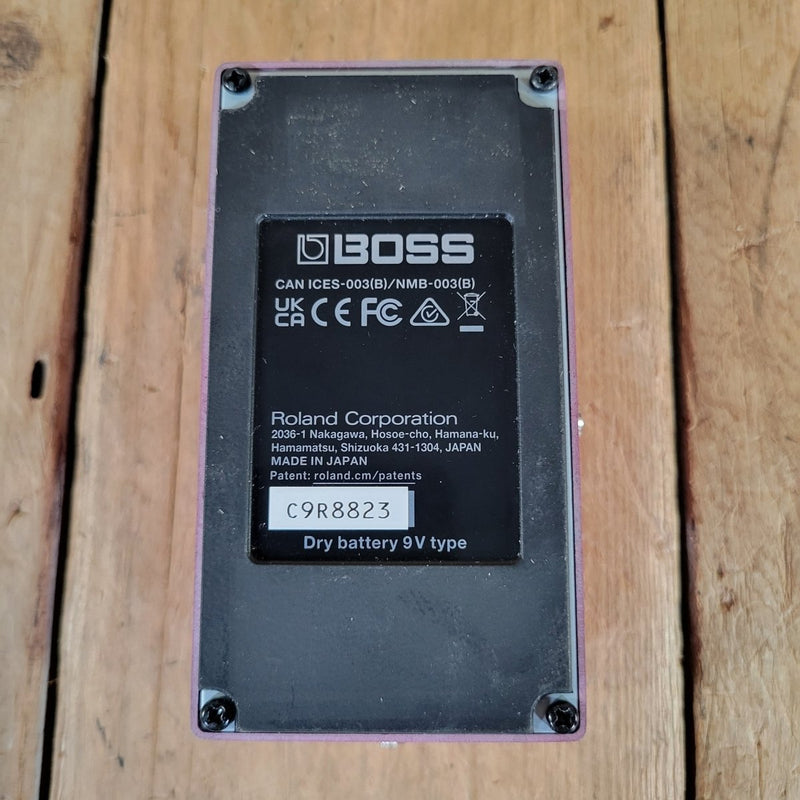 BOSS
CAN ICES-003(B)/NMB-003(B)
UK
CA CE FC
Roland Corporation
2036-1 Nakagawa, Hosoe-cho, Hamana-ku,
Hamamatsu, Shizuoka 431-1304, JAPAN
MADE IN JAPAN
Patent: roland.cm/patents
C9R8823
Dry battery 9V type